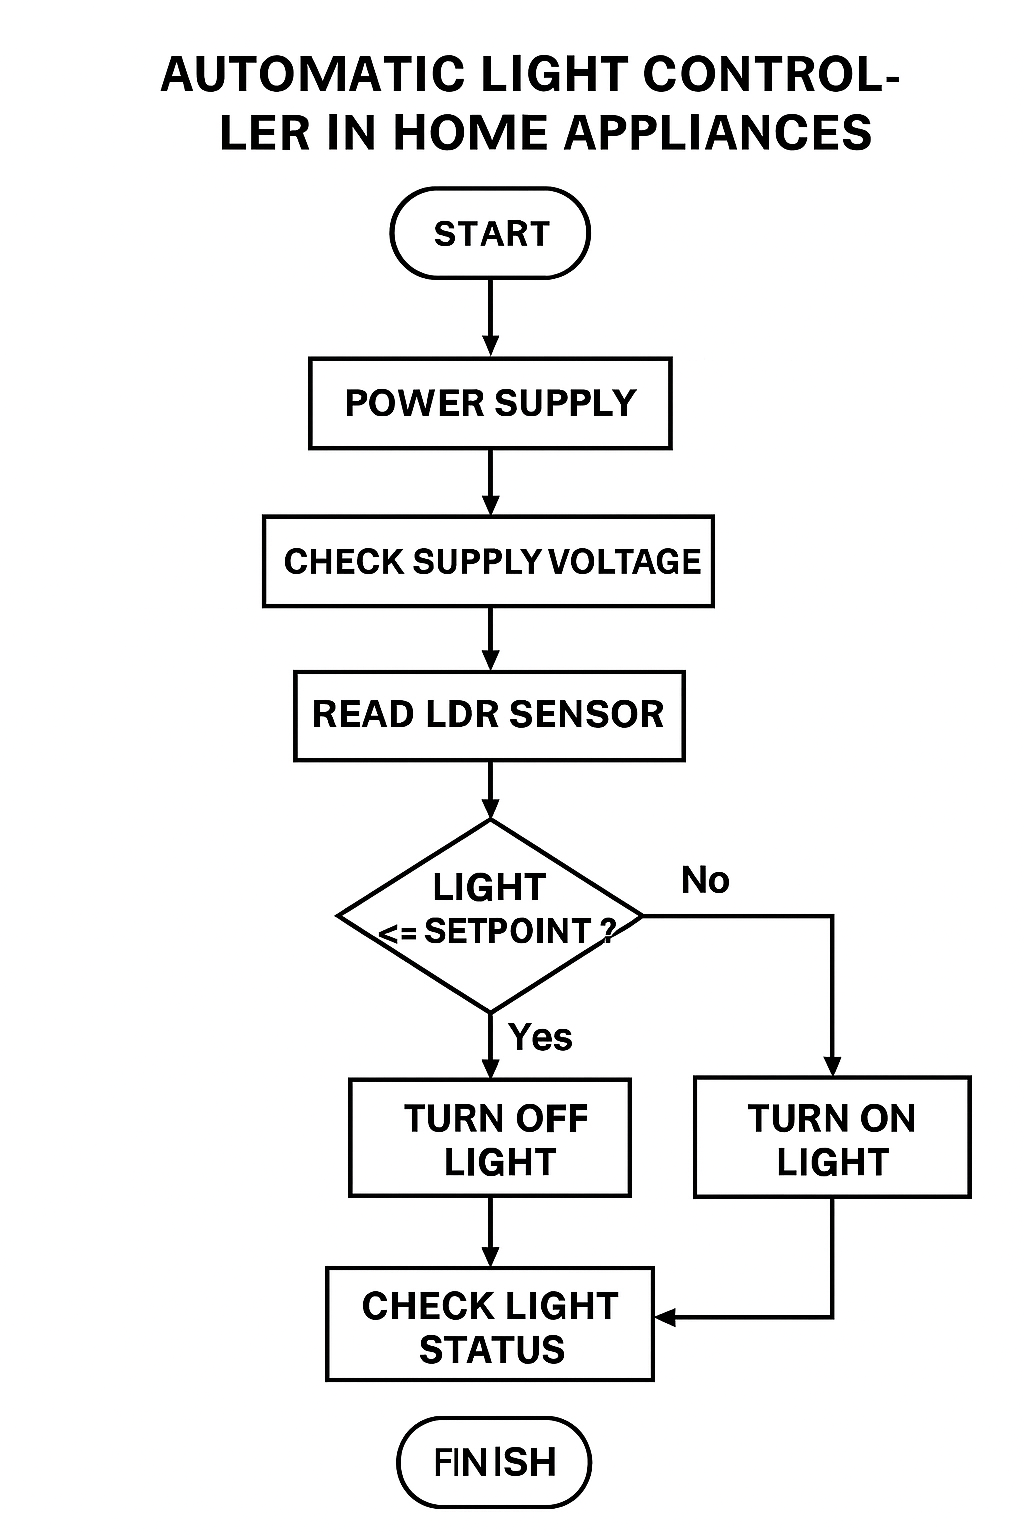 AUTOMATIC LIGHT CONTROL-
LER IN HOME APPLIANCES
START
POWER SUPPLY
CHECK SUPPLY VOLTAGE
READ LDR SENSOR
LIGHT
<= SETPOINT ?
No
Yes
TURN OFF
LIGHT
TURN ON
LIGHT
CHECK LIGHT
STATUS
FINISH